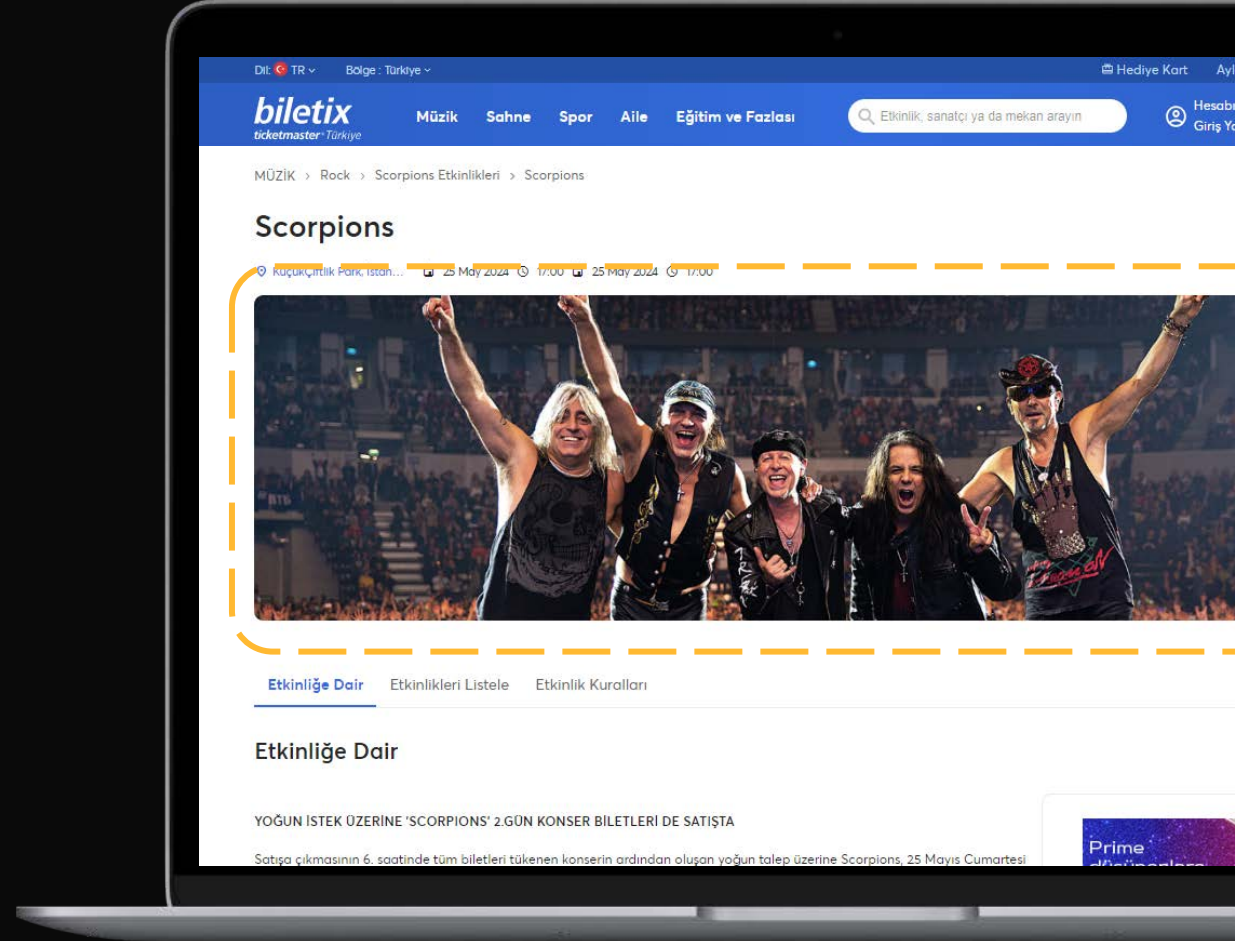 Dil: TR Bölge : Türkiye Hediye Kart
biletix
ticketmaster Türkiye
Müzik Sahne Spor Aile Eğitim ve Fazlası
Etkinlik, sanatçı ya da mekan arayın
Giriş
MÜZİK > Rock > Scorpions Etkinlikleri > Scorpions
Scorpions
KüçükÇiftlik Park, İstan... 25 May 2024 17:00 25 May 2024 17:00
Etkinliğe Dair Etkinlikleri Listele Etkinlik Kuralları
Etkinliğe Dair
YOĞUN İSTEK ÜZERİNE 'SCORPIONS' 2.GÜN KONSER BİLETLERİ DE SATIŞTA
Satışa çıkmasının 6. saatinde tüm biletleri tükenen konserin ardından oluşan yoğun talep üzerine Scorpions, 25 Mayıs Cumartesi
Prime